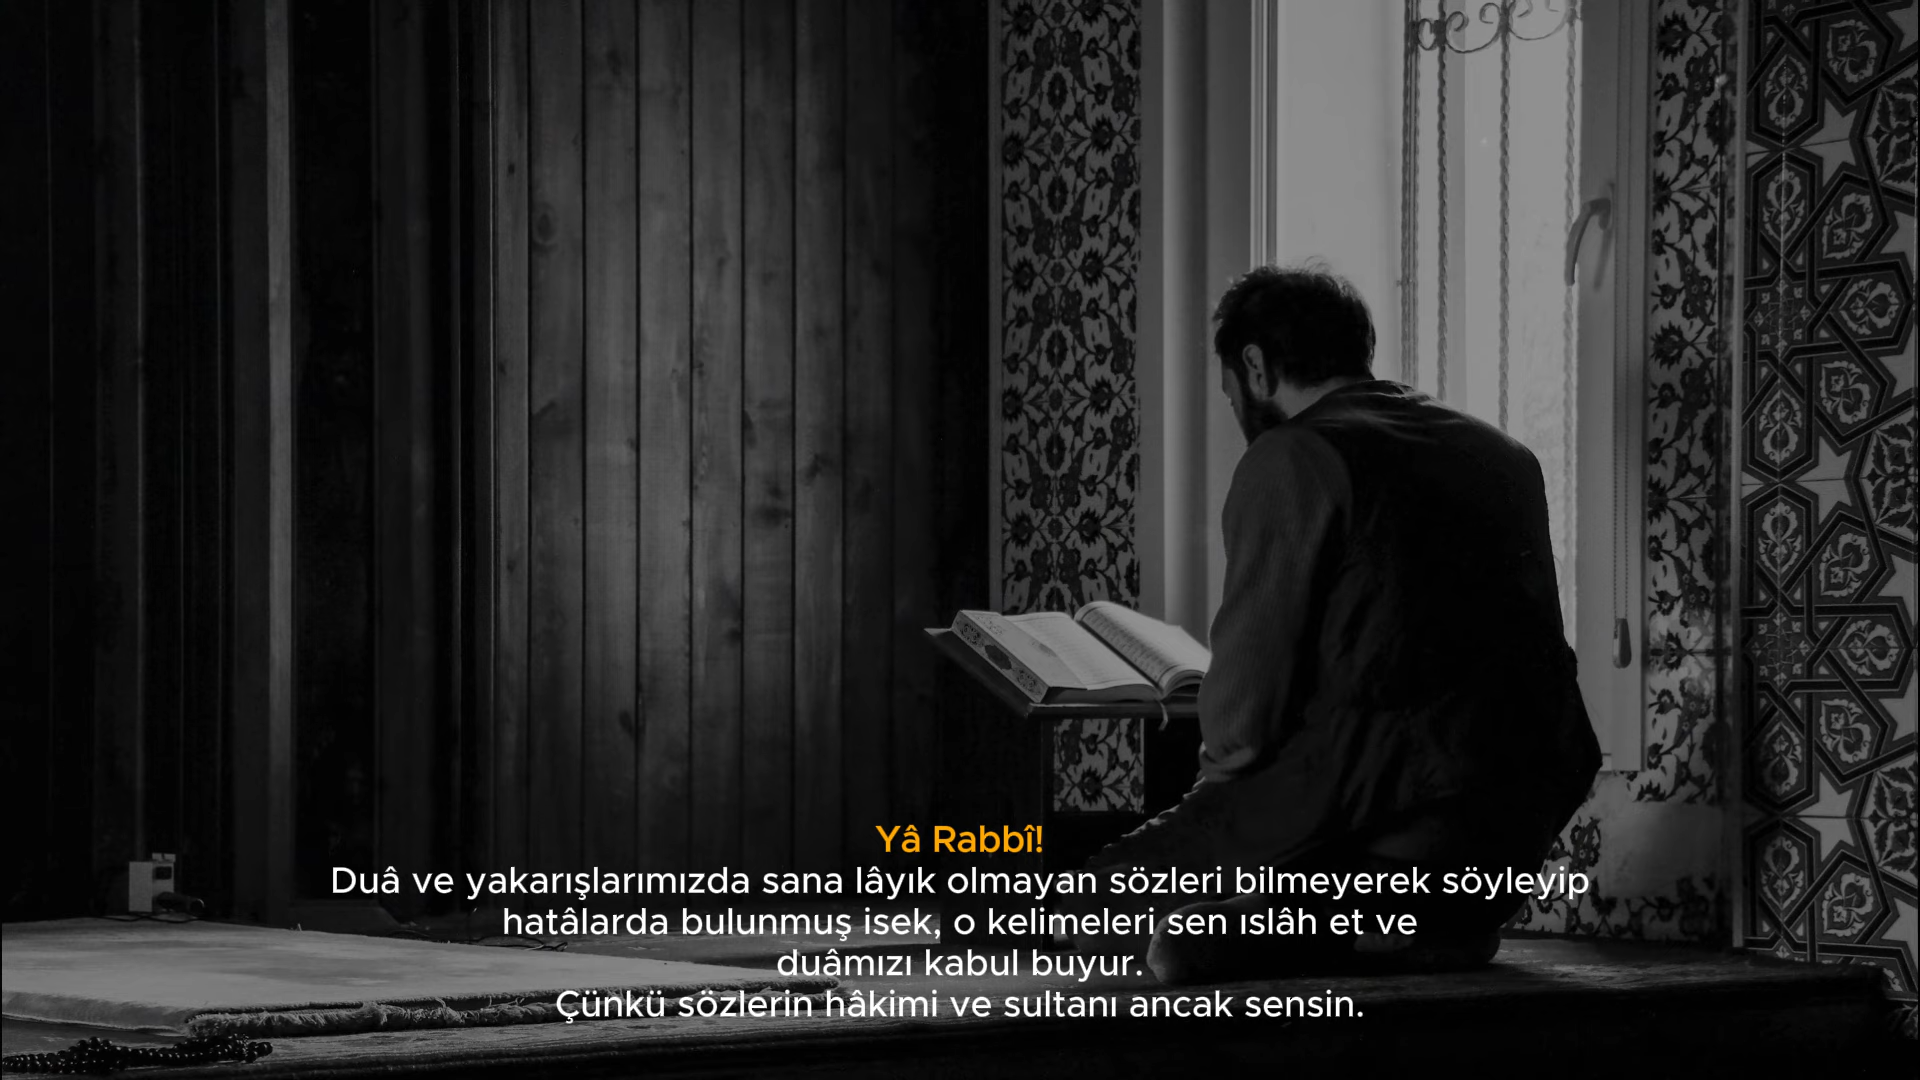 Yâ Rabbî!
Duâ ve yakarışlarımızda sana lâyık olmayan sözleri bilmeyerek söyleyip
hatâlarda bulunmuş isek, o kelimeleri sen ıslâh et ve
duâmızı kabul buyur.
Çünkü sözlerin hâkimi ve sultanı ancak sensin.